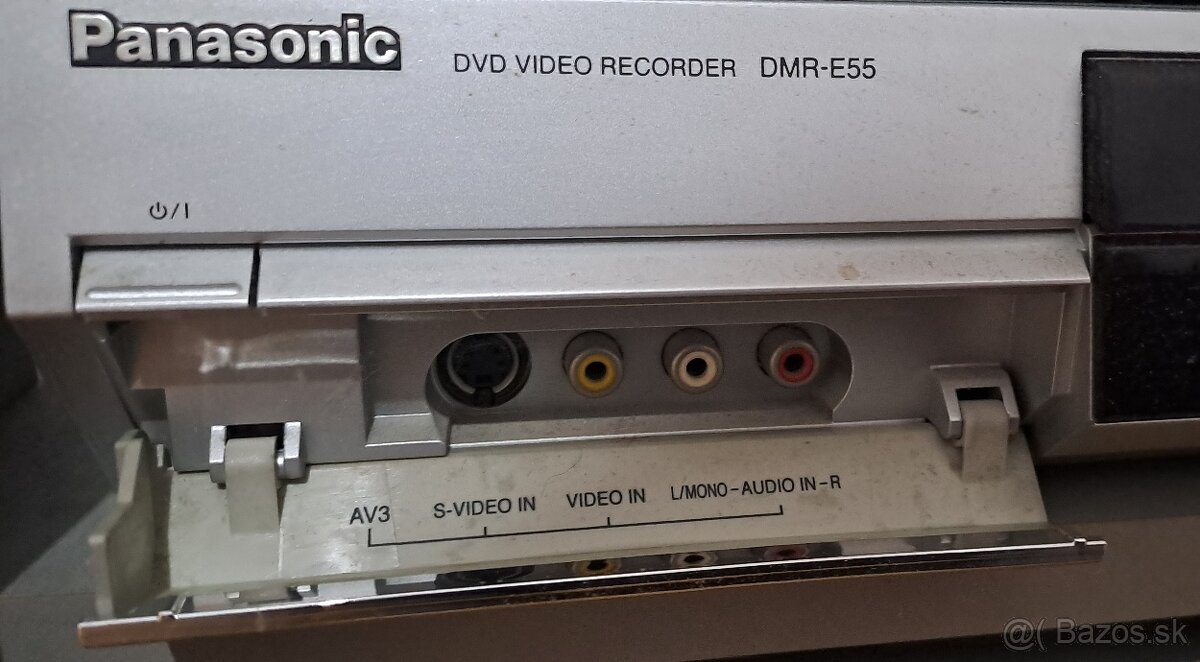 Panasonic
DVD VIDEO RECORDER DMR-E55
⏻/I
AV3 S-VIDEO IN VIDEO IN L/MONO-AUDIO IN-R
@( Bazos.sk